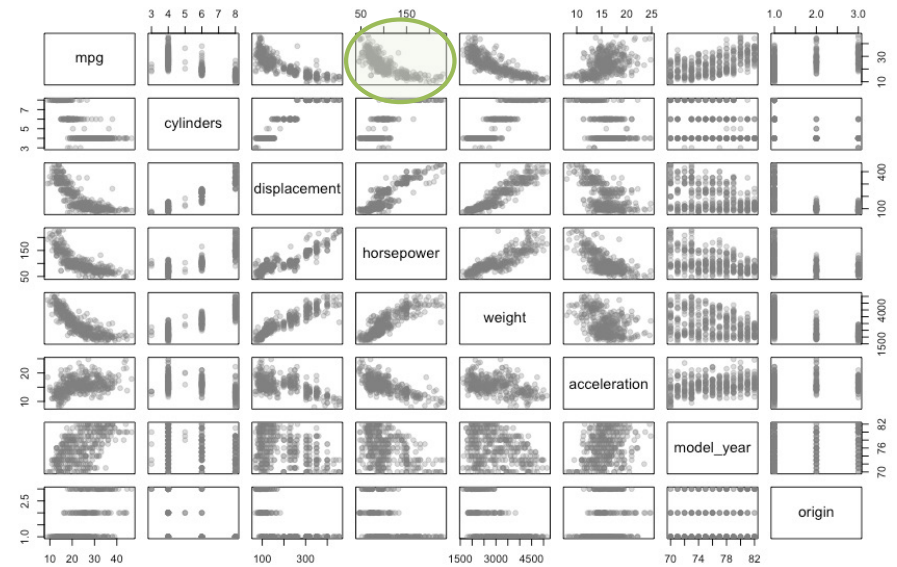 3 4 5 6 7 8
50 150
10 15 20 25
1.0 2.0 3.0
mpg
10 30
3 5 7
cylinders
displacement
100 400
50 150
horsepower
weight
1500 4000
10 20
acceleration
model_year
70 76 82
1.0 2.5
origin
10 20 30 40
100 300
1500 3000 4500
70 74 78 82